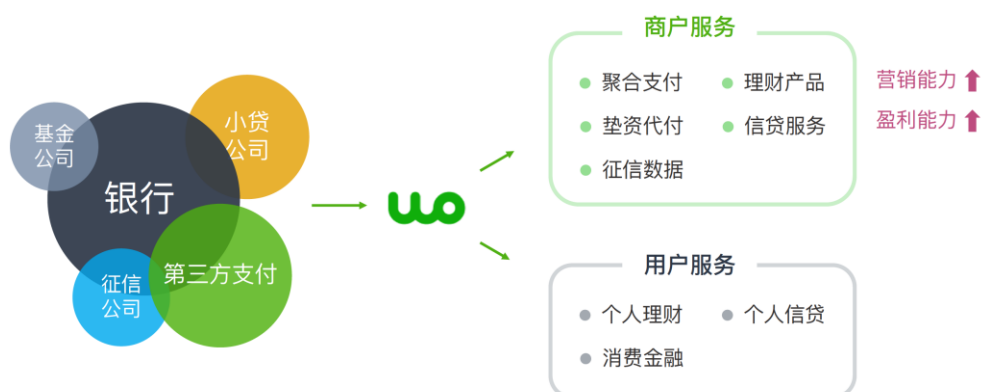 基金
公司
小贷
公司
银行
征信
公司
第三方支付
wo
商户服务
聚合支付
理财产品
垫资代付
信贷服务
征信数据
营销能力
盈利能力
用户服务
个人理财
个人信贷
消费金融